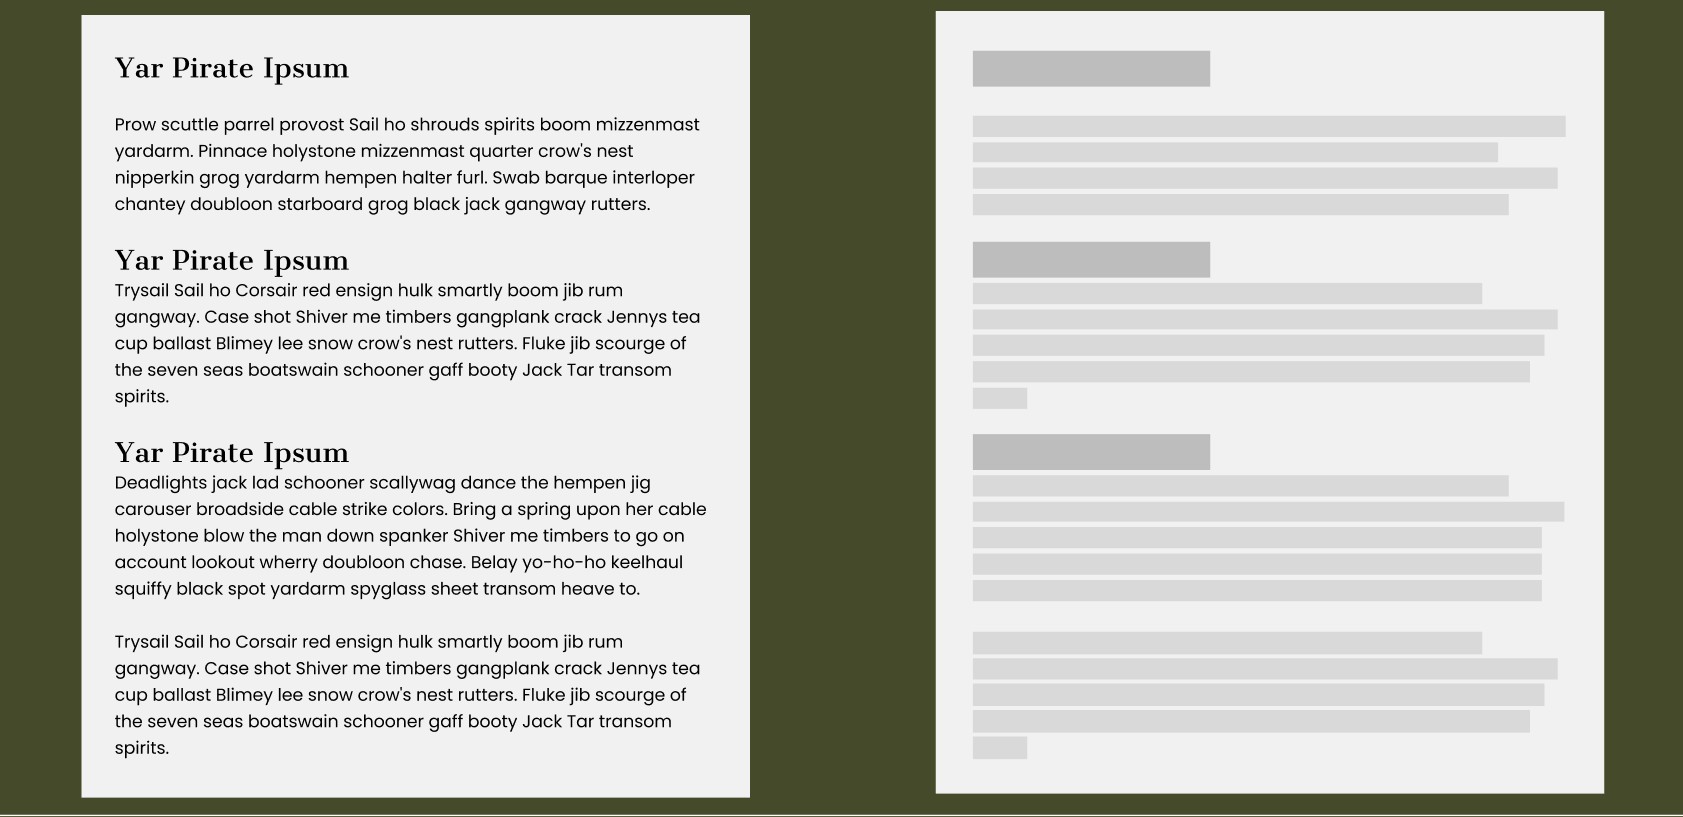 Yar Pirate Ipsum
Prow scuttle parrel provost Sail ho shrouds spirits boom mizzenmast
yardarm. Pinnace holystone mizzenmast quarter crow's nest
nipperkin grog yardarm hempen halter furl. Swab barque interloper
chantey doubloon starboard grog black jack gangway rutters.
Yar Pirate Ipsum
Trysail Sail ho Corsair red ensign hulk smartly boom jib rum
gangway. Case shot Shiver me timbers gangplank crack Jennys tea
cup ballast Blimey lee snow crow's nest rutters. Fluke jib scourge of
the seven seas boatswain schooner gaff booty Jack Tar transom
spirits.
Yar Pirate Ipsum
Deadlights jack lad schooner scallywag dance the hempen jig
carouser broadside cable strike colors. Bring a spring upon her cable
holystone blow the man down spanker Shiver me timbers to go on
account lookout wherry doubloon chase. Belay yo-ho-ho keelhaul
squiffy black spot yardarm spyglass sheet transom heave to.
Trysail Sail ho Corsair red ensign hulk smartly boom jib rum
gangway. Case shot Shiver me timbers gangplank crack Jennys tea
cup ballast Blimey lee snow crow's nest rutters. Fluke jib scourge of
the seven seas boatswain schooner gaff booty Jack Tar transom
spirits.